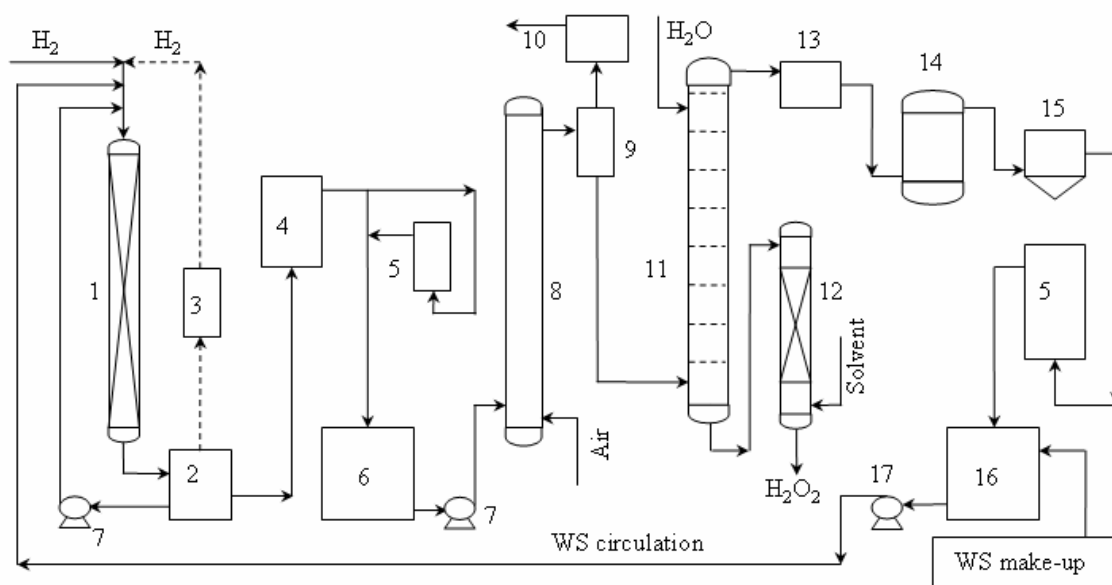 H₂
H₂
10
H₂O
13
14
15
9
4
5
1
3
8
11
12
5
Solvent
2
6
Air
16
7
7
H₂O₂
17
WS circulation
WS make-up